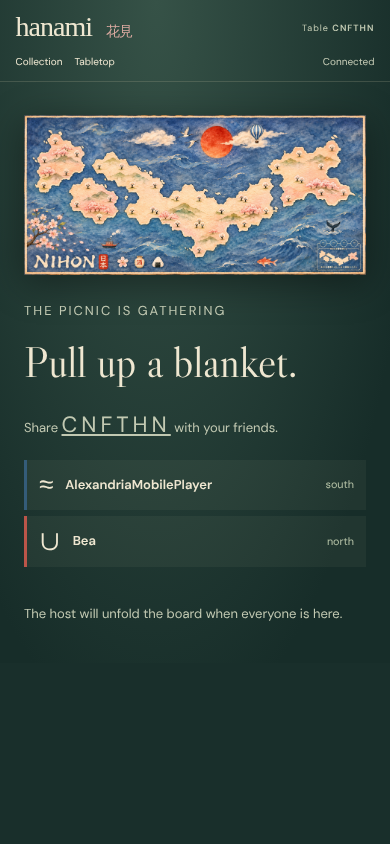 hanami 花見
Table CNFTHN
Collection Tabletop
Connected
NIHON 日本
THE PICNIC IS GATHERING
Pull up a blanket.
Share CNFTHN with your friends.
≈ AlexandriaMobilePlayer south
Bea north
The host will unfold the board when everyone is here.